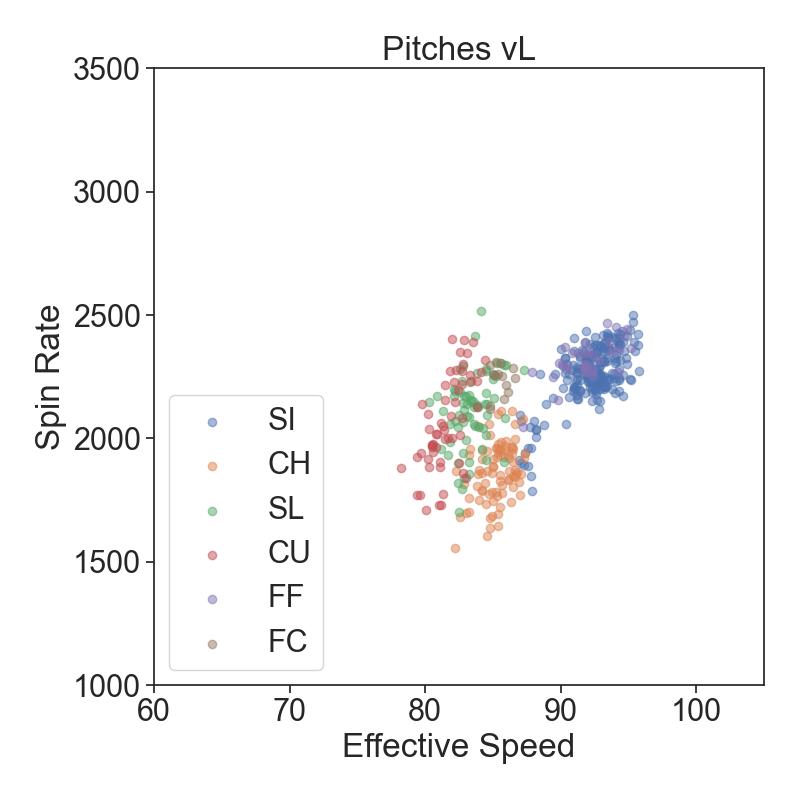 Pitches vL
3500
3000
2500
2000
1500
1000
Spin Rate
SI
CH
SL
CU
FF
FC
60 70 80 90 100
Effective Speed